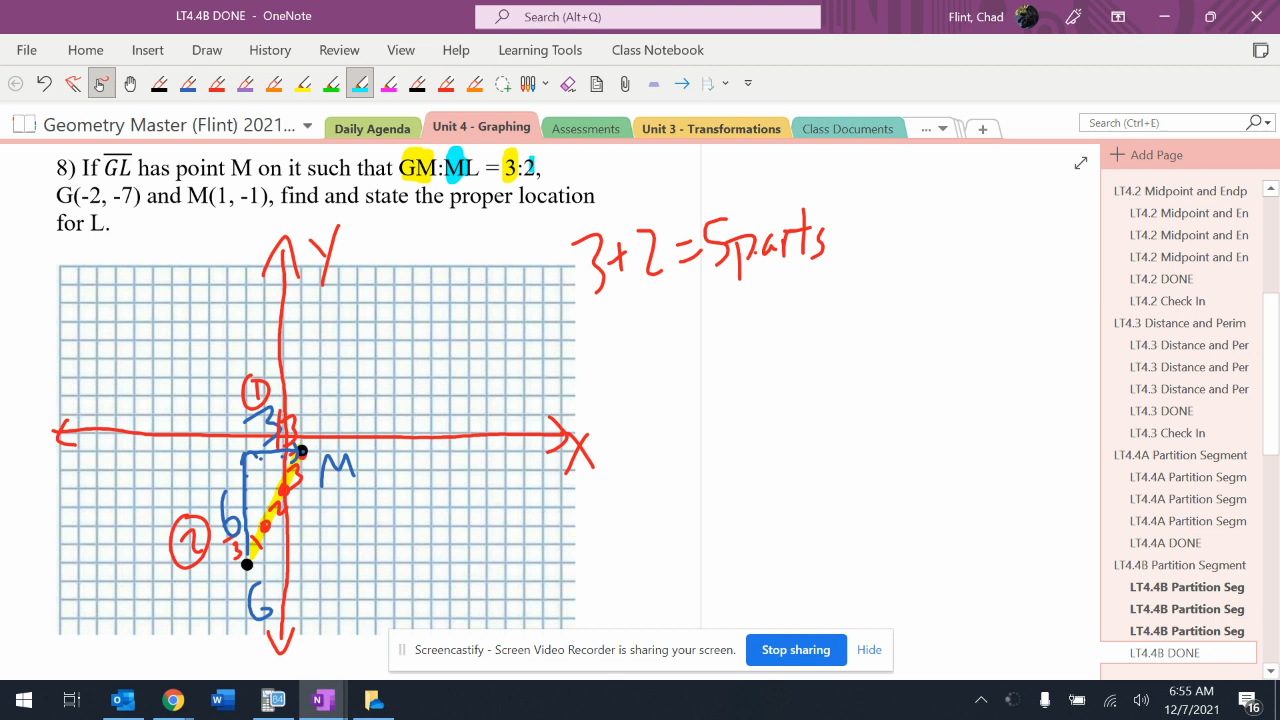 LT4.4B DONE - OneNote
Search (Alt+Q)
Flint, Chad
File Home Insert Draw History Review View Help Learning Tools Class Notebook
Geometry Master (Flint) 2021...
Daily Agenda
Unit 4 - Graphing
Assessments
Unit 3 - Transformations
Class Documents
...
Search (Ctrl+E)
8) If GL has point M on it such that GM:ML = 3:2,
G(-2, -7) and M(1, -1), find and state the proper location
for L.
3+2=5parts
Y
X
1
3
3
M
3
2
1
6
3
2
G
Add Page
LT4.2 Midpoint and Endp
LT4.2 Midpoint and En
LT4.2 Midpoint and En
LT4.2 Midpoint and En
LT4.2 DONE
LT4.2 Check In
LT4.3 Distance and Perim
LT4.3 Distance and Per
LT4.3 Distance and Per
LT4.3 Distance and Per
LT4.3 DONE
LT4.3 Check In
LT4.4A Partition Segment
LT4.4A Partition Segm
LT4.4A Partition Segm
LT4.4A Partition Segm
LT4.4A DONE
LT4.4B Partition Segment
LT4.4B Partition Seg
LT4.4B Partition Seg
LT4.4B Partition Seg
LT4.4B DONE
Screencastify - Screen Video Recorder is sharing your screen.
Stop sharing
Hide
6:55 AM
12/7/2021
16